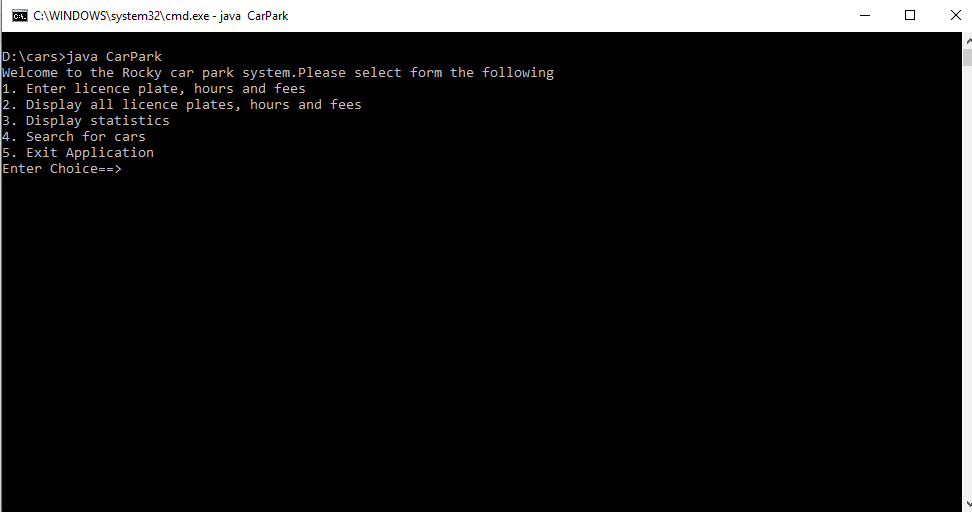 C:\WINDOWS\system32\cmd.exe - java  CarPark
D:\cars>java CarPark
Welcome to the Rocky car park system.Please select form the following
1. Enter licence plate, hours and fees
2. Display all licence plates, hours and fees
3. Display statistics
4. Search for cars
5. Exit Application
Enter Choice==>